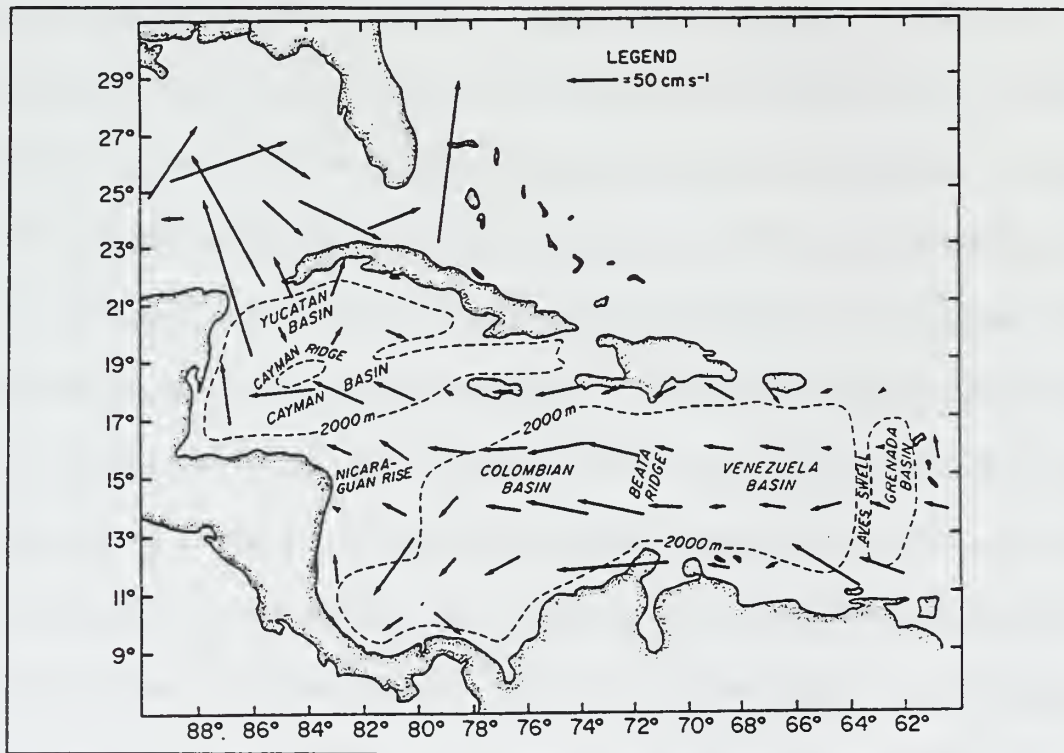 LEGEND
= 50 cm s⁻¹
29°
27°
25°
23°
21°
19°
17°
15°
13°
11°
9°
YUCATAN
BASIN
CAYMAN RIDGE
CAYMAN BASIN
2000 m
2000 m
NICARA-
GUAN RISE
COLOMBIAN
BASIN
BEATA
RIDGE
VENEZUELA
BASIN
AVES SWELL
GRENADA
BASIN
2000 m
88° 86° 84° 82° 80° 78° 76° 74° 72° 70° 68° 66° 64° 62°